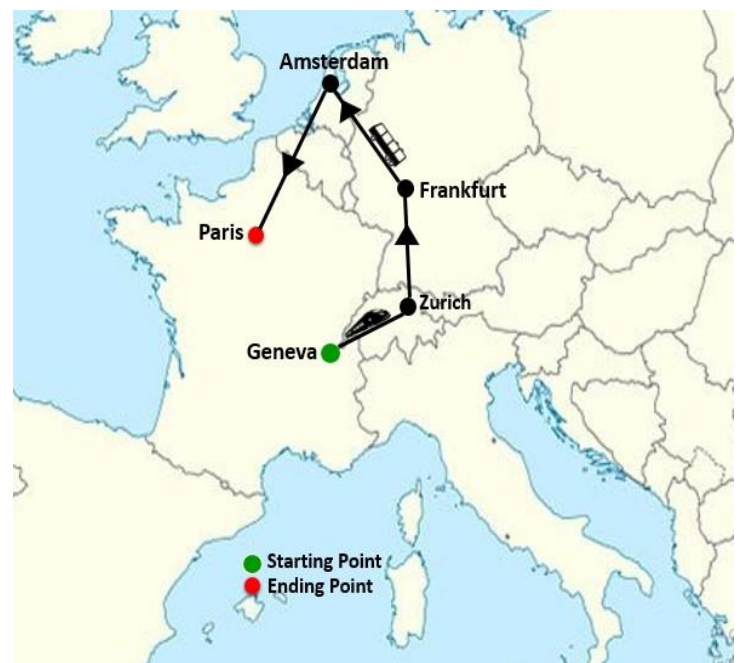 Amsterdam
Frankfurt
Paris
Zurich
Geneva
Starting Point
Ending Point